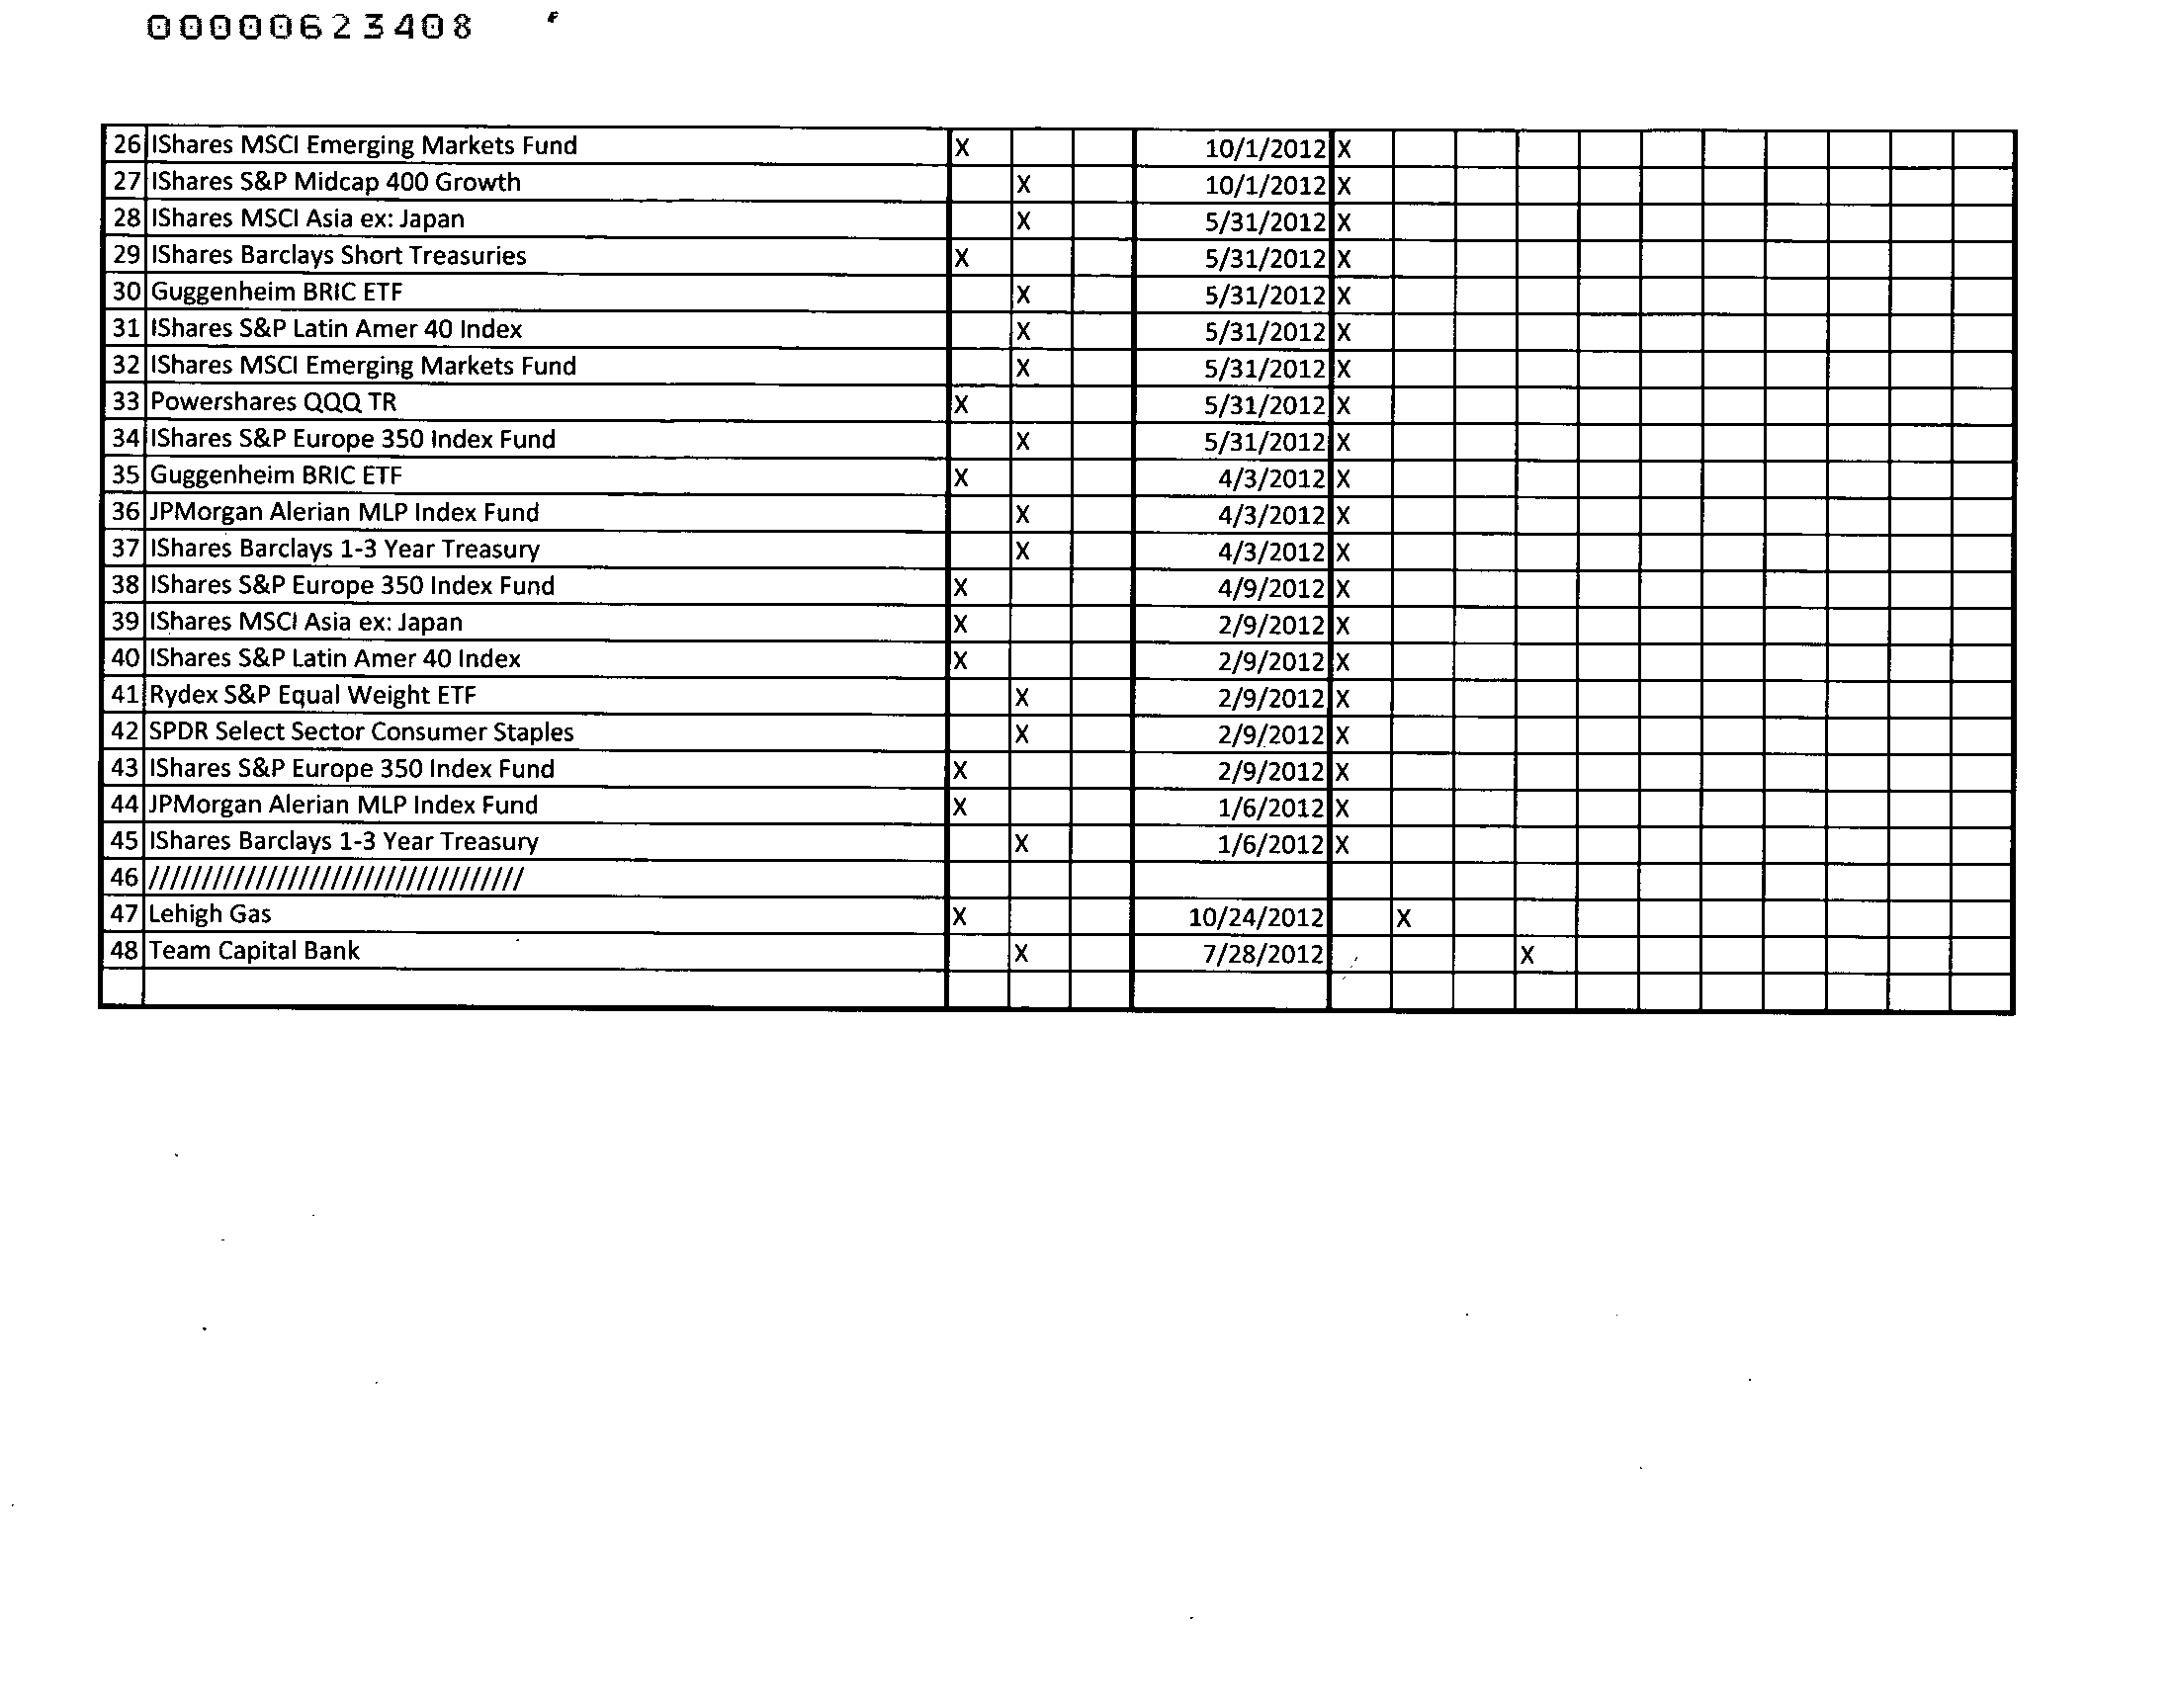 00000623408
26 IShares MSCI Emerging Markets Fund X 10/1/2012 X
27 IShares S&P Midcap 400 Growth X 10/1/2012 X
28 IShares MSCI Asia ex: Japan X 5/31/2012 X
29 IShares Barclays Short Treasuries X 5/31/2012 X
30 Guggenheim BRIC ETF X 5/31/2012 X
31 IShares S&P Latin Amer 40 Index X 5/31/2012 X
32 IShares MSCI Emerging Markets Fund X 5/31/2012 X
33 Powershares QQQ TR X 5/31/2012 X
34 IShares S&P Europe 350 Index Fund X 5/31/2012 X
35 Guggenheim BRIC ETF X 4/3/2012 X
36 JPMorgan Alerian MLP Index Fund X 4/3/2012 X
37 IShares Barclays 1-3 Year Treasury X 4/3/2012 X
38 IShares S&P Europe 350 Index Fund X 4/9/2012 X
39 IShares MSCI Asia ex: Japan X 2/9/2012 X
40 IShares S&P Latin Amer 40 Index X 2/9/2012 X
41 Rydex S&P Equal Weight ETF X 2/9/2012 X
42 SPDR Select Sector Consumer Staples X 2/9/2012 X
43 IShares S&P Europe 350 Index Fund X 2/9/2012 X
44 JPMorgan Alerian MLP Index Fund X 1/6/2012 X
45 IShares Barclays 1-3 Year Treasury X 1/6/2012 X
46 //////////////////////////////////
47 Lehigh Gas X 10/24/2012 X
48 Team Capital Bank X 7/28/2012 X